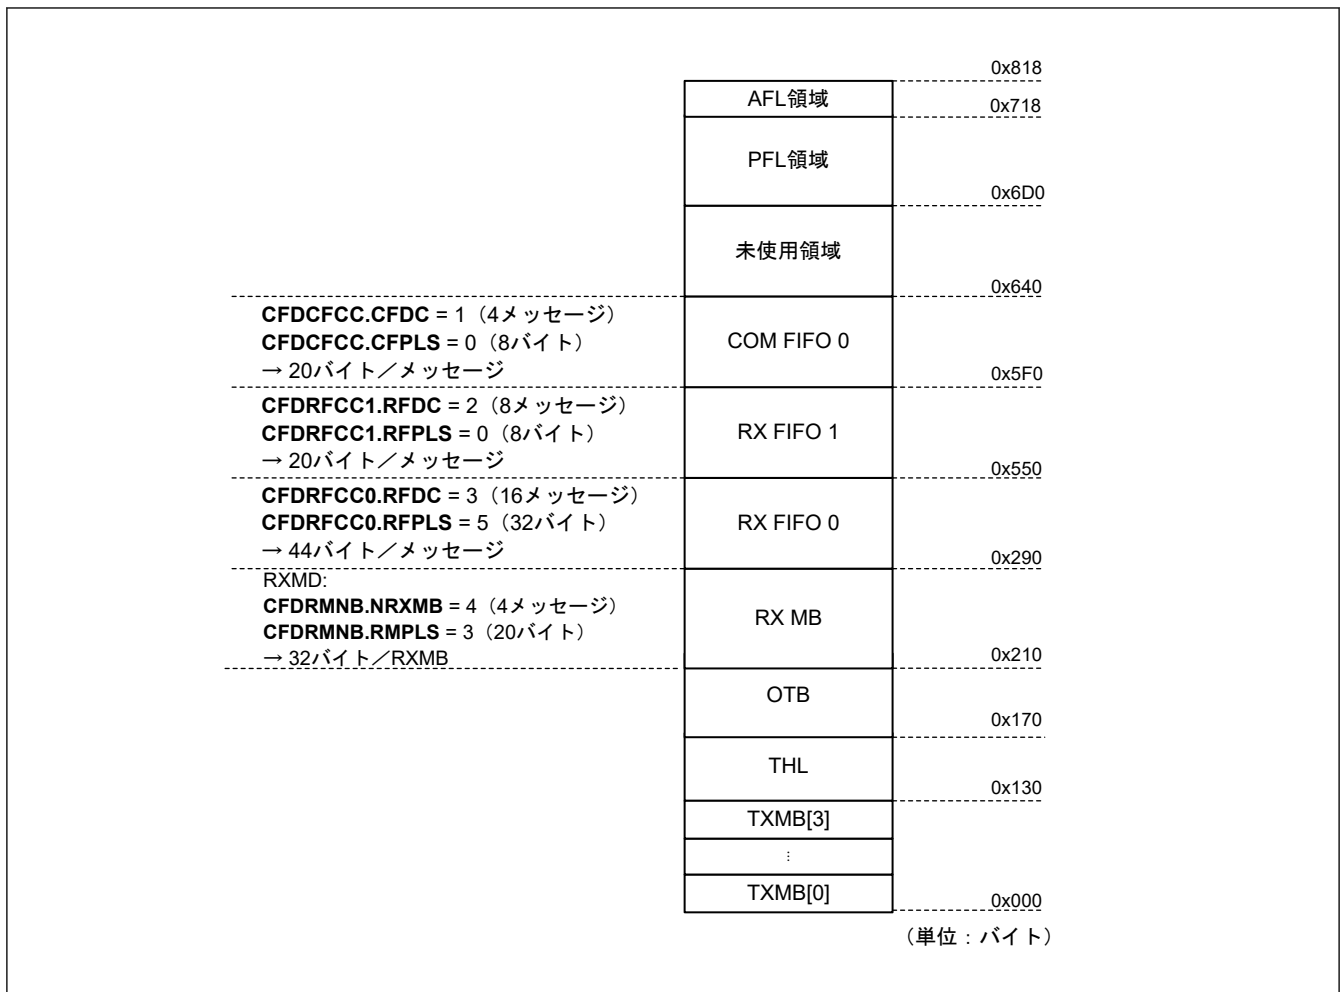 0x818
AFL領域
0x718
PFL領域
0x6D0
未使用領域
0x640
CFDCFCC.CFDC = 1（4メッセージ）
CFDCFCC.CFPLS = 0（8バイト）
→ 20バイト／メッセージ
COM FIFO 0
0x5F0
CFDRFCC1.RFDC = 2（8メッセージ）
CFDRFCC1.RFPLS = 0（8バイト）
→ 20バイト／メッセージ
RX FIFO 1
0x550
CFDRFCC0.RFDC = 3（16メッセージ）
CFDRFCC0.RFPLS = 5（32バイト）
→ 44バイト／メッセージ
RX FIFO 0
0x290
RXMD:
CFDRMNB.NRXMB = 4（4メッセージ）
CFDRMNB.RMPLS = 3（20バイト）
→ 32バイト／RXMB
RX MB
0x210
OTB
0x170
THL
0x130
TXMB[3]
⋮
TXMB[0]
0x000
（単位：バイト）